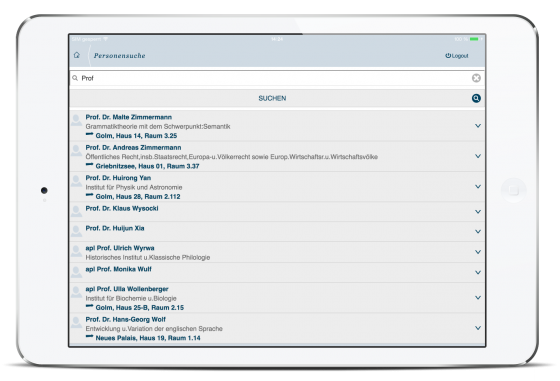 14:24
Personensuche
Logout
Prof
SUCHEN
Prof. Dr. Malte Zimmermann
Grammatiktheorie mit dem Schwerpunkt:Semantik
Golm, Haus 14, Raum 3.25
Prof. Dr. Andreas Zimmermann
Öffentliches Recht,insb.Staatsrecht,Europa-u.Völkerrecht sowie Europ.Wirtschafter.u.Wirtschaftsvölke
Griebnitzsee, Haus 01, Raum 3.37
Prof. Dr. Huirong Yan
Institut für Physik und Astronomie
Golm, Haus 28, Raum 2.112
Prof. Dr. Klaus Wysocki
Prof. Dr. Huijun Xia
apl Prof. Ulrich Wyrwa
Historisches Institut u.Klassische Philologie
apl Prof. Monika Wulf
apl Prof. Ulla Wollenberger
Institut für Biochemie u.Biologie
Golm, Haus 25-B, Raum 2.15
Prof. Dr. Hans-Georg Wolf
Entwicklung u.Variation der englischen Sprache
Neues Palais, Haus 19, Raum 1.14